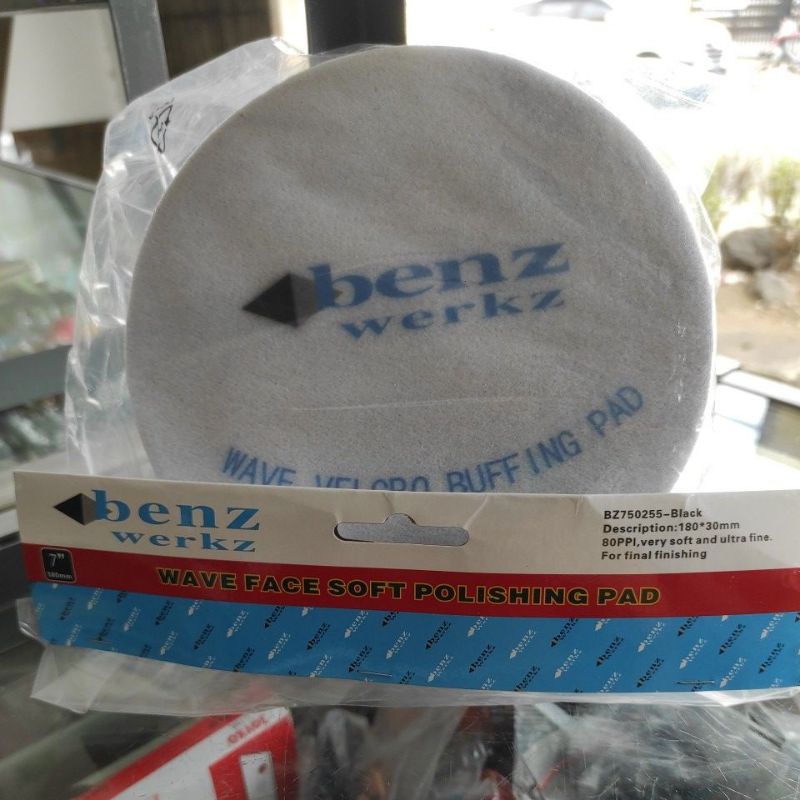 benz
werkz
WAVE VELCRO BUFFING PAD
benz
werkz
7"
180mm
BZ750255-Black
Description:180*30mm
80PPI,very soft and ultra fine.
For final finishing
WAVE FACE SOFT POLISHING PAD